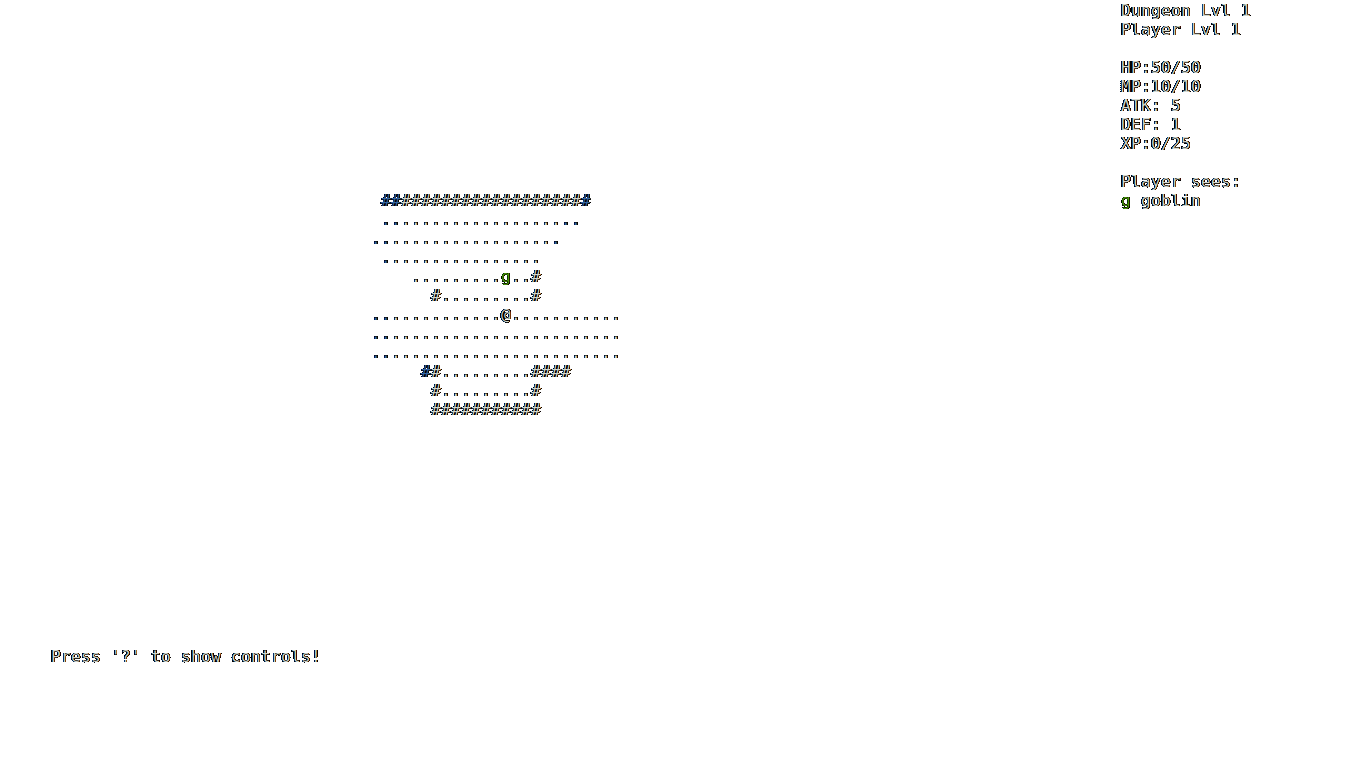 Dungeon Lvl 1
Player Lvl 1
HP:50/50
MP:10/10
ATK: 5
DEF: 1
XP:0/25
Player sees:
g goblin
#####################
....................
...................
................
.........g..#
#.........#
.............@...........
.........................
.........................
##.........####
#.........#
###########
Press '?' to show controls!